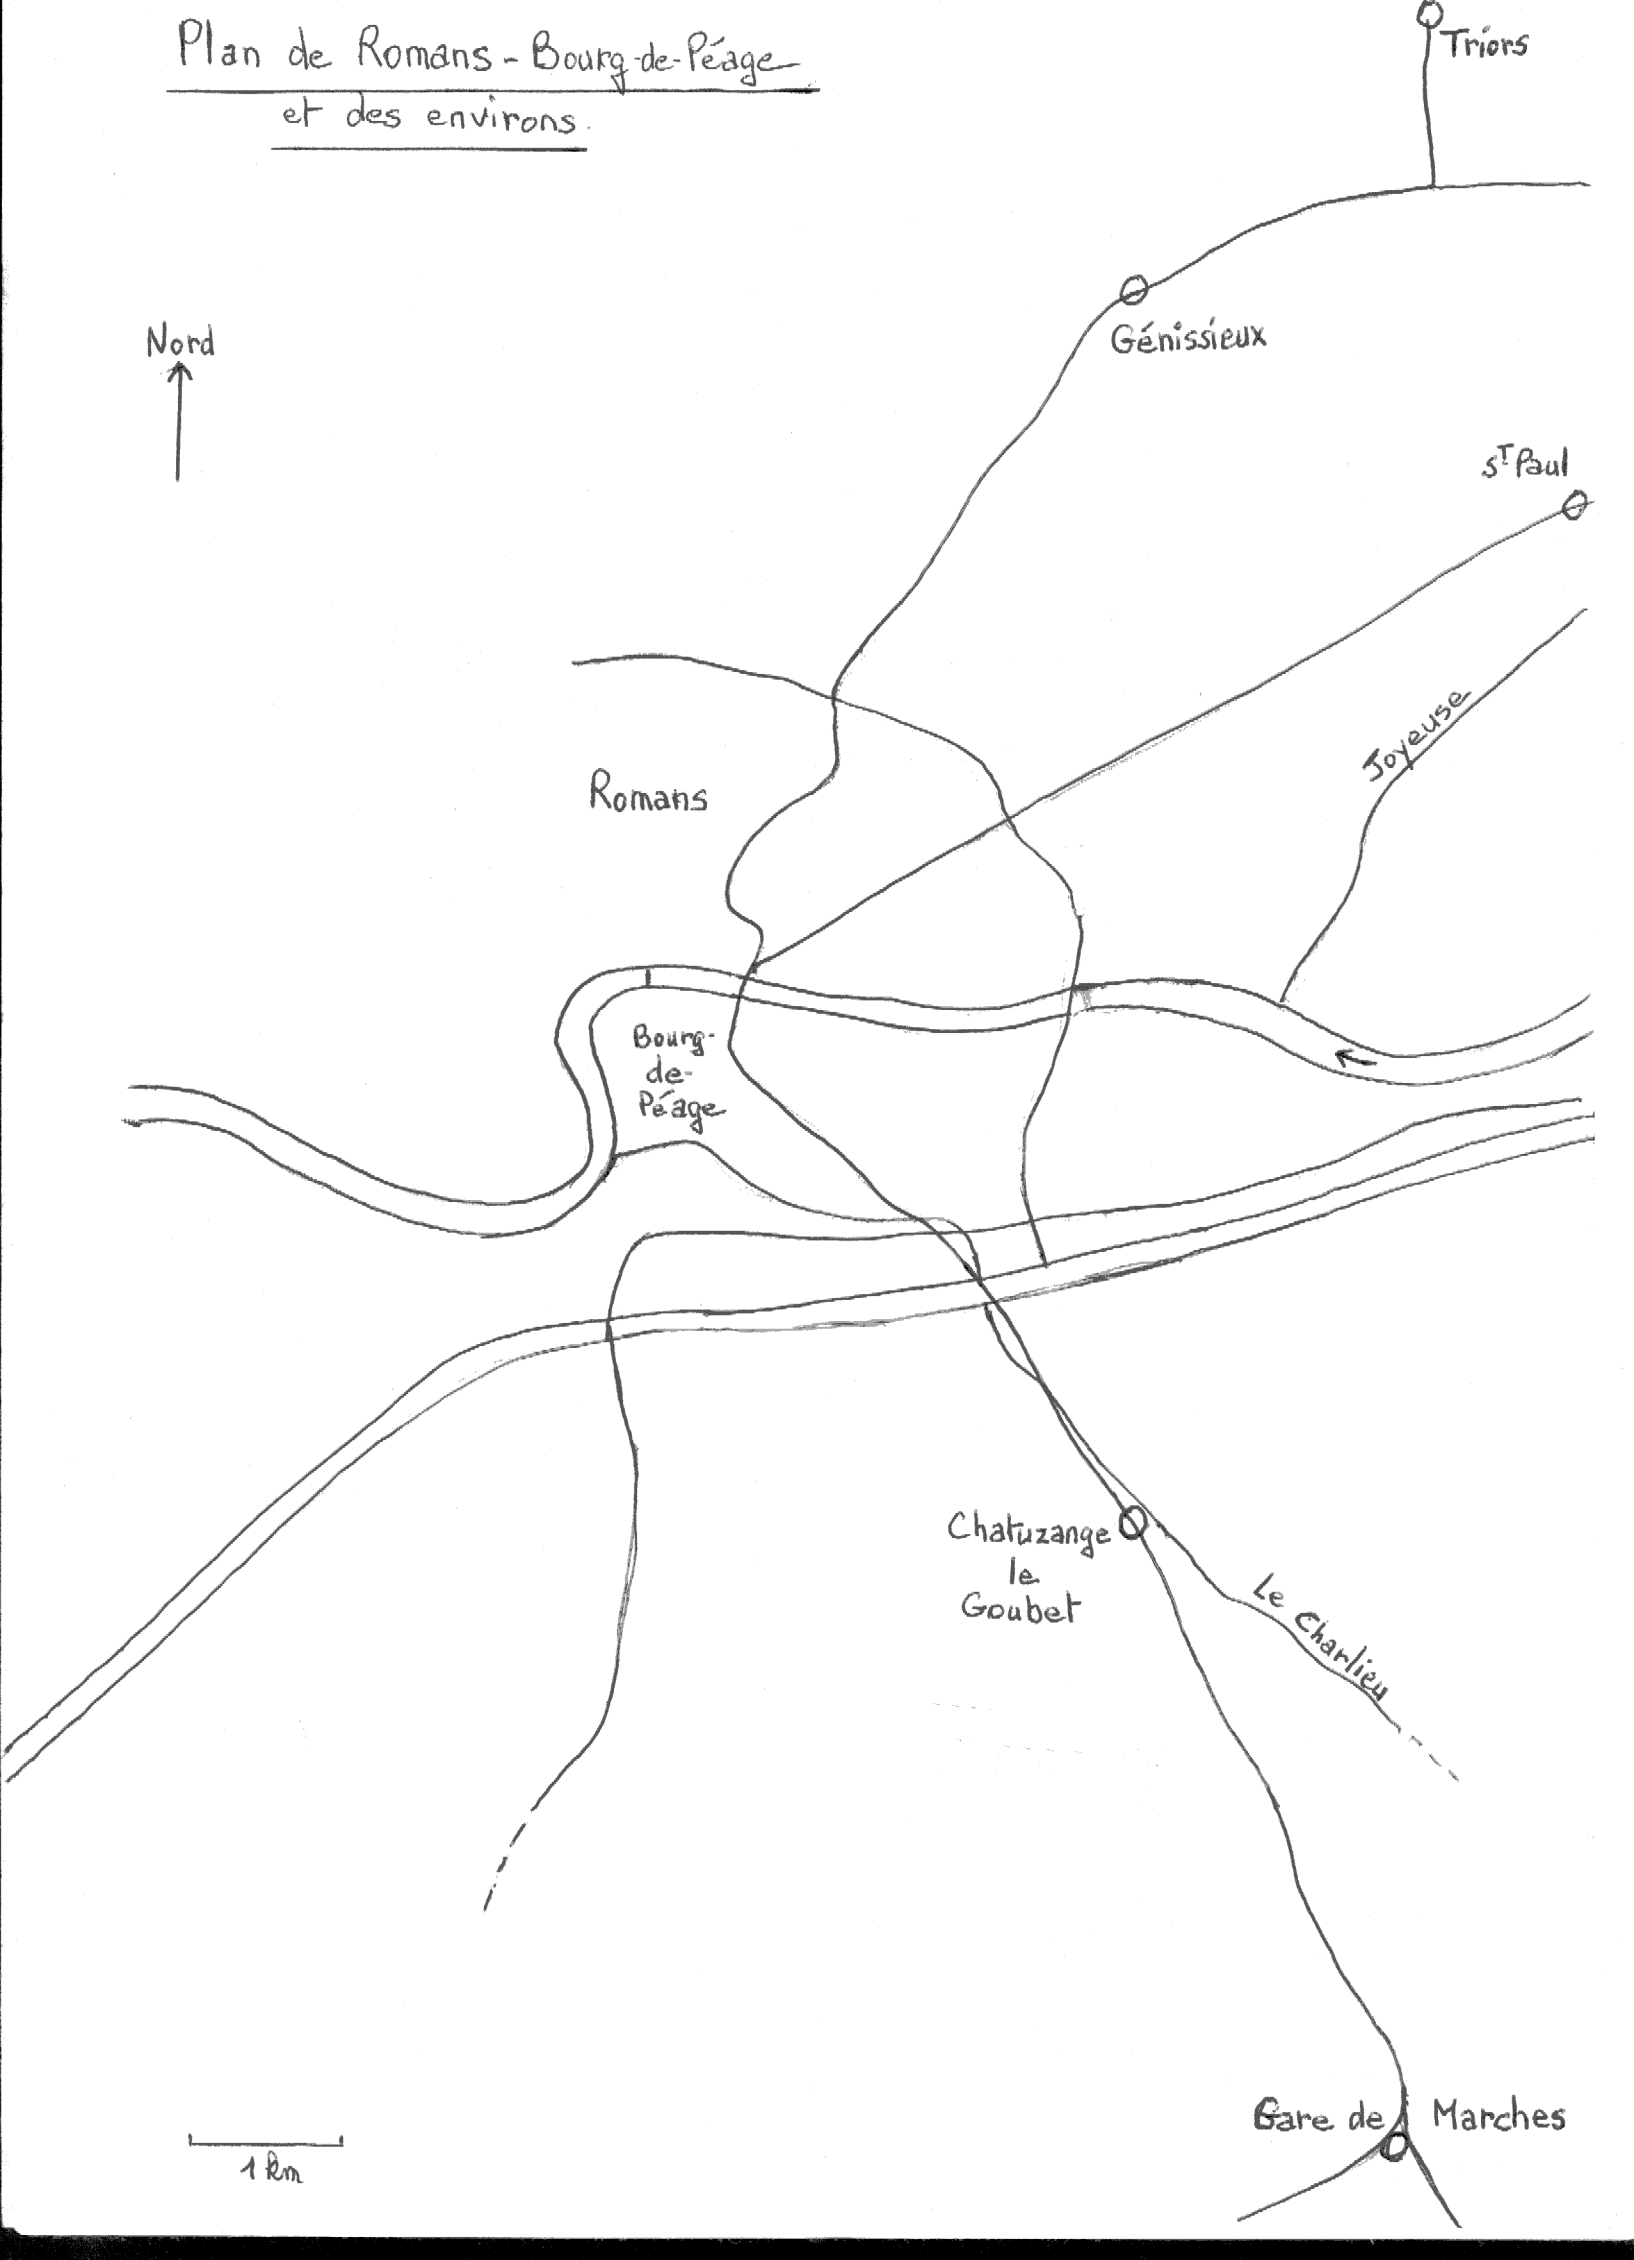 Plan de Romans - Bourg-de-Péage
et des environs.
Triors
Nord
Génissieux
Sᵀ Paul
Joyeuse
Romans
Bourg-
de-
Péage
Chatuzange
le
Goubet
Le Charlieu
Gare de Marches
1 km